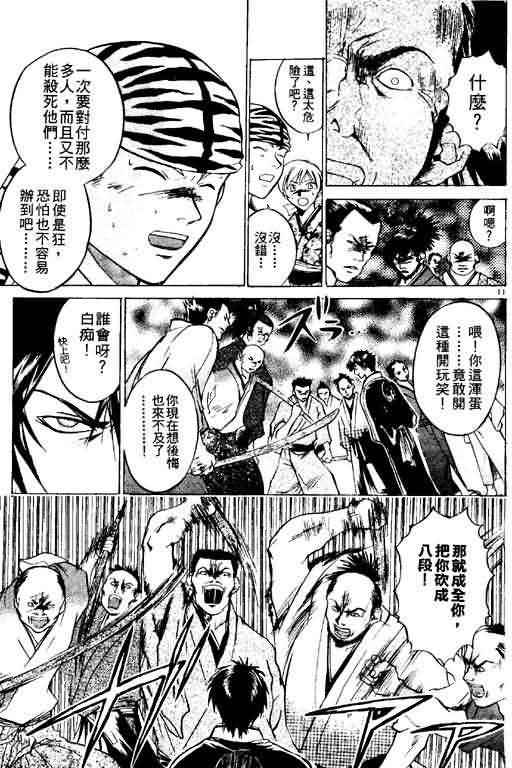 什麼？
這、這太危
險了吧？
一次要對付那麼
多人，而且又不
能殺死他們……
即使是狂，
恐怕也不容易
辦到吧……
啊嗯？
沒…
沒錯…
11
喂！你這渾蛋
………竟敢開
這種開玩笑！
你現在想後悔
也來不及了
………！
誰會呀？
白痴！
快上吧！
那就成全你，
把你砍成
八段！